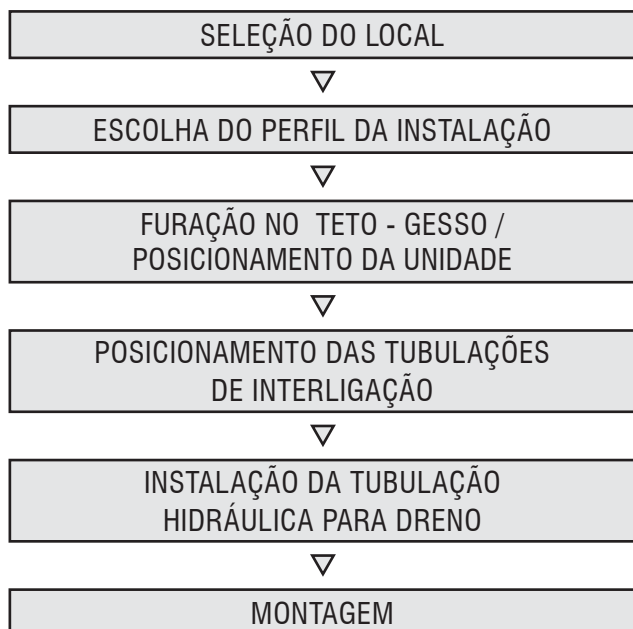 SELEÇÃO DO LOCAL
ESCOLHA DO PERFIL DA INSTALAÇÃO
FURAÇÃO NO TETO - GESSO /
POSICIONAMENTO DA UNIDADE
POSICIONAMENTO DAS TUBULAÇÕES
DE INTERLIGAÇÃO
INSTALAÇÃO DA TUBULAÇÃO
HIDRÁULICA PARA DRENO
MONTAGEM